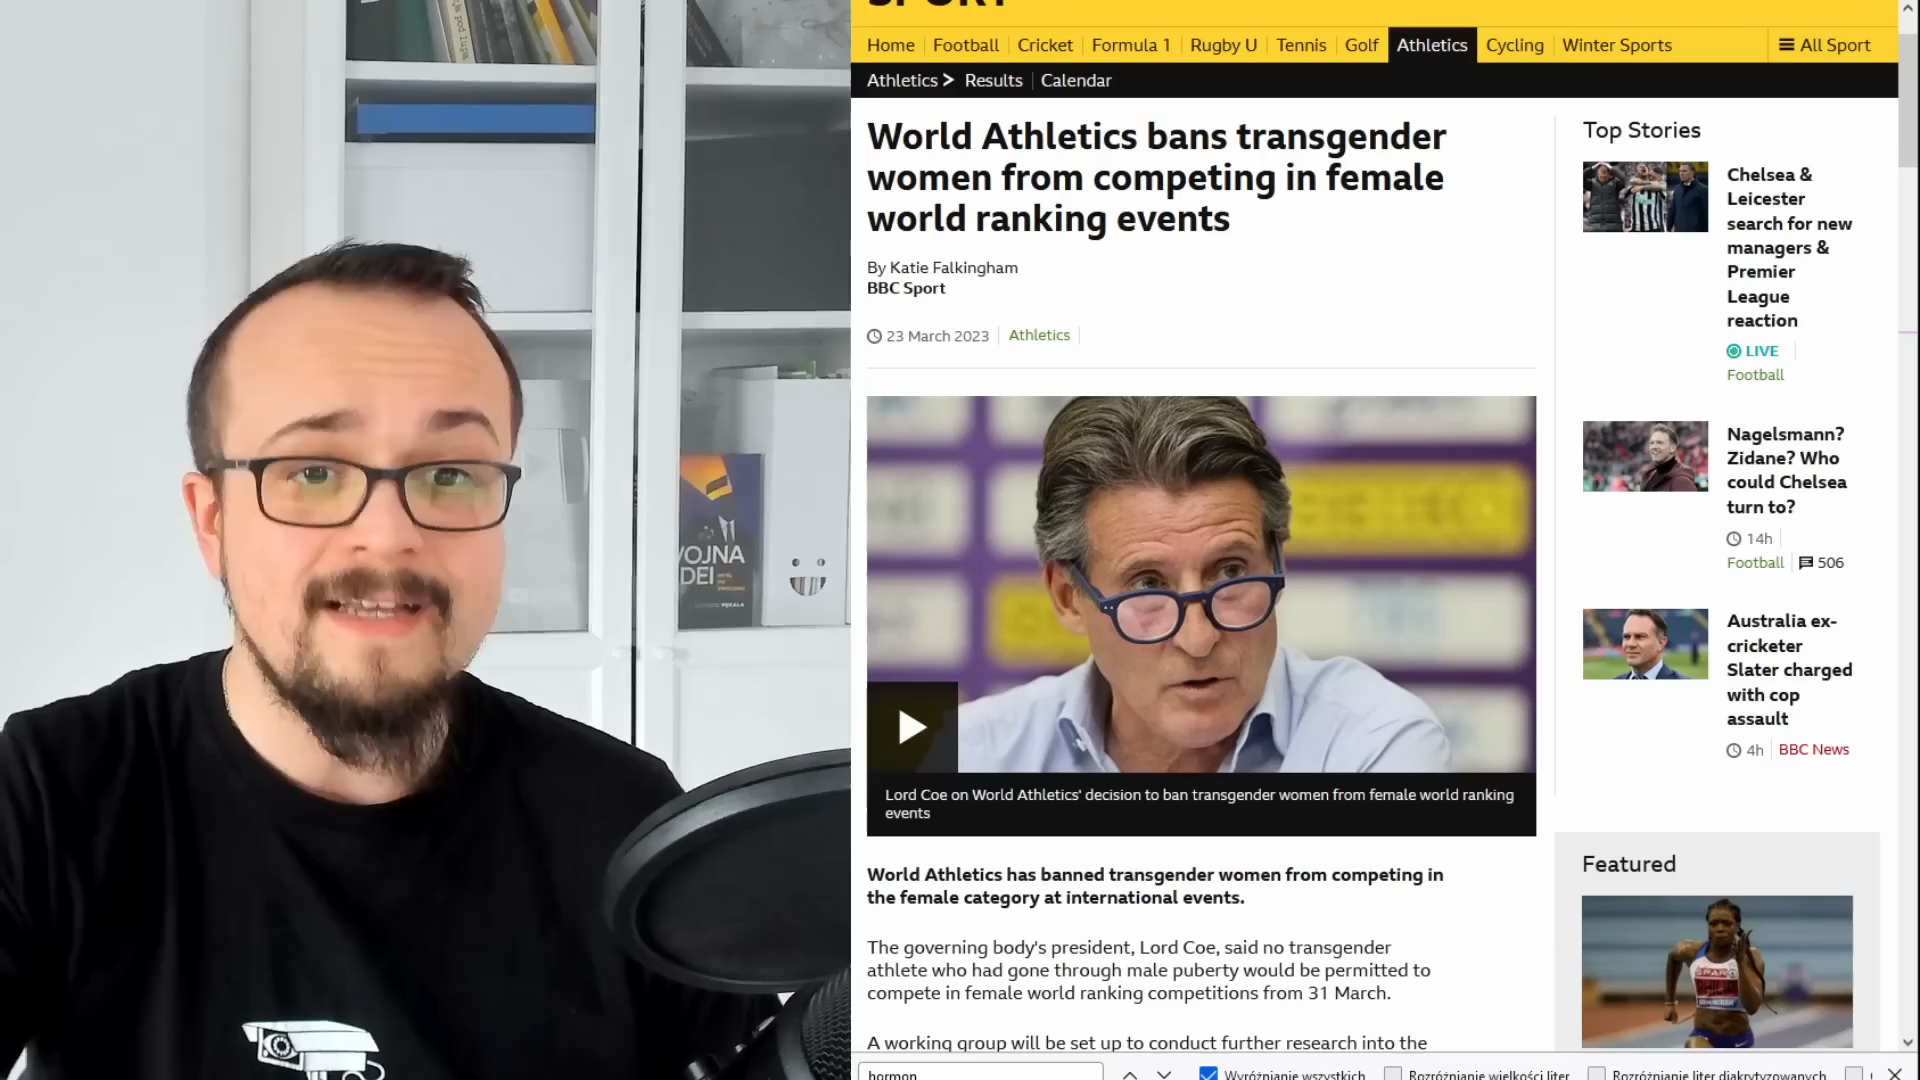 SPORT
Home Football Cricket Formula 1 Rugby U Tennis Golf Athletics Cycling Winter Sports All Sport
Athletics Results Calendar
World Athletics bans transgender
women from competing in female
world ranking events
By Katie Falkingham
BBC Sport
23 March 2023 Athletics
Lord Coe on World Athletics' decision to ban transgender women from female world ranking
events
World Athletics has banned transgender women from competing in
the female category at international events.
The governing body's president, Lord Coe, said no transgender
athlete who had gone through male puberty would be permitted to
compete in female world ranking competitions from 31 March.
A working group will be set up to conduct further research into the
Top Stories
Chelsea &
Leicester
search for new
managers &
Premier
League
reaction
LIVE
Football
Nagelsmann?
Zidane? Who
could Chelsea
turn to?
14h
Football 506
Australia ex-
cricketer
Slater charged
with cop
assault
4h BBC News
Featured
SPAR
hormon
Wyróżnianie wszystkich Rozróżnianie wielkości liter Rozróżnianie liter diakrytyzowanych
pod lupą
WOJNA
IDEI